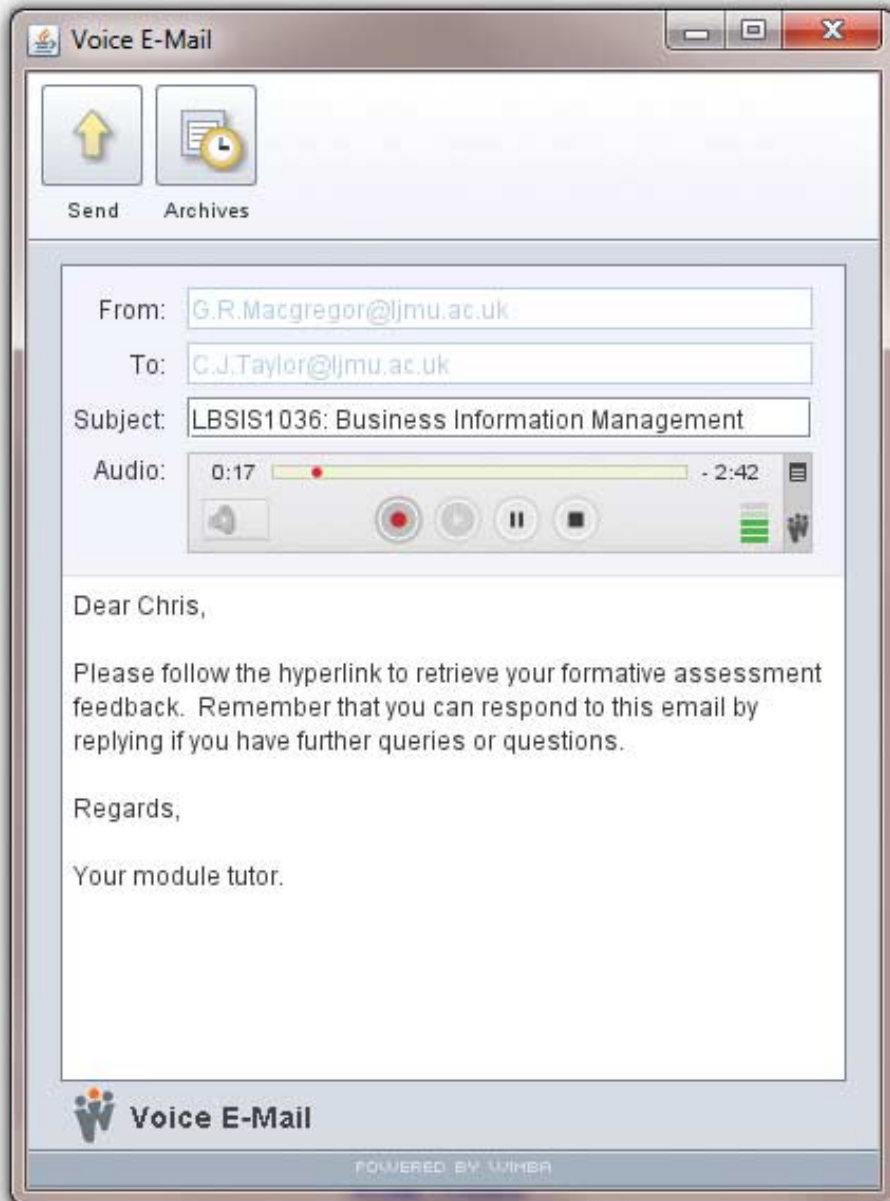 Voice E-Mail
Send Archives
From: G.R.Macgregor@ljmu.ac.uk
To: C.J.Taylor@ljmu.ac.uk
Subject: LBSIS1036: Business Information Management
Audio: 0:17 - 2:42
Dear Chris,
Please follow the hyperlink to retrieve your formative assessment
feedback. Remember that you can respond to this email by
replying if you have further queries or questions.
Regards,
Your module tutor.
Voice E-Mail
POWERED BY WIMBA